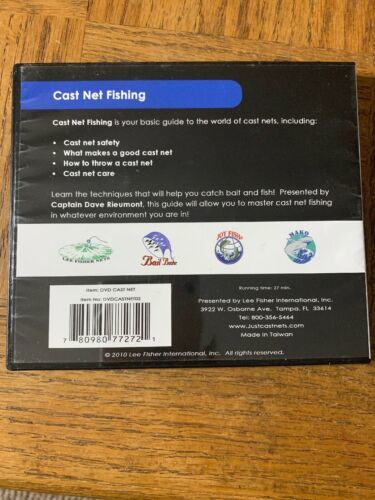 Cast Net Fishing
Cast Net Fishing is your basic guide to the world of cast nets, including:
• Cast net safety
• What makes a good cast net
• How to throw a cast net
• Cast net care
Learn the techniques that will help you catch bait and fish! Presented by
Captain Dave Rieumont, this guide will allow you to master cast net fishing
in whatever environment you are in!
LEE FISHER NETS
Bait Buster
JOY FISH
MAKO
Item: DVD CAST NET
Item No: DVDCASTNET02
7 80980 77272 1
Running time: 27 min.
Presented by Lee Fisher International, Inc.
3922 W. Osborne Ave. Tampa, FL 33614
Tel: 800-356-5464
www.Justcastnets.com
Made in Taiwan
© 2010 Lee Fisher International, Inc. All rights reserved.